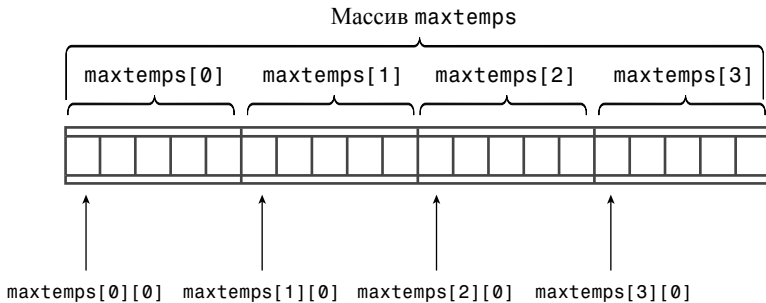 Массив maxtemps
maxtemps[0] maxtemps[1] maxtemps[2] maxtemps[3]
maxtemps[0][0] maxtemps[1][0] maxtemps[2][0] maxtemps[3][0]